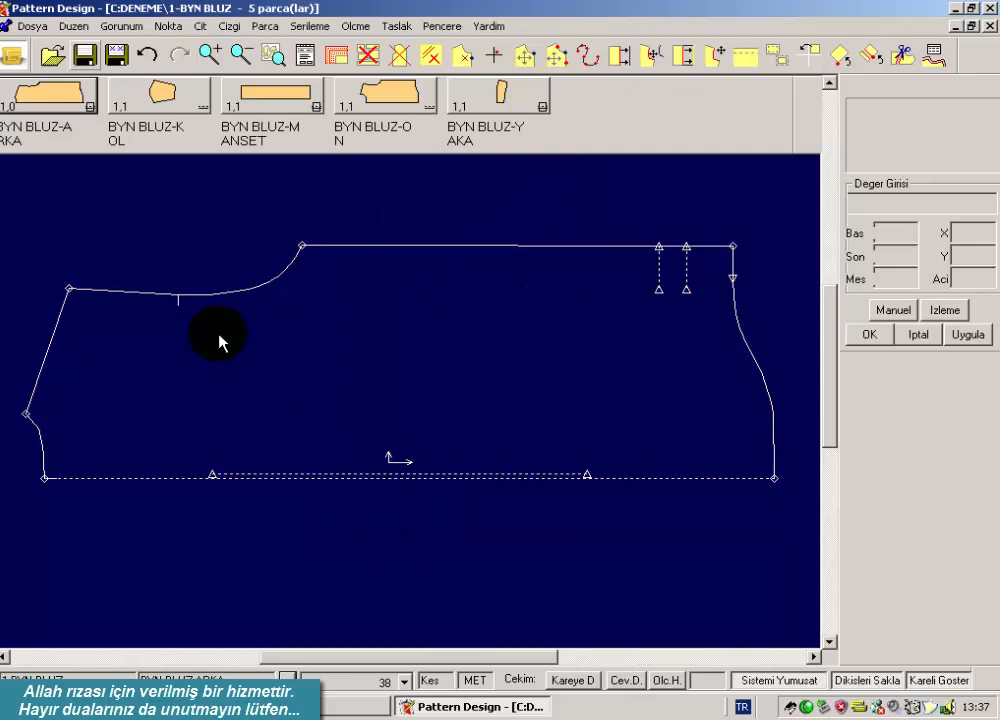 Pattern Design - [C:DENEME\1-BYN BLUZ - 5 parca(lar)]
Dosya Duzen Gorunum Nokta Cit Cizgi Parca Serileme Olcme Taslak Pencere Yardim
1,0 1,1 1,1 1,1 1,1
BYN BLUZ-A BYN BLUZ-K BYN BLUZ-M BYN BLUZ-O BYN BLUZ-Y
RKA OL ANSET N AKA
Deger Girisi
Bas X
Son Y
Mes Aci
Manuel Izleme
OK Iptal Uygula
38 Kes MET Cekim: Kareye D Cev.D. Olc.H. Sistemi Yumusat Dikisleri Sakla Kareli Goster
Allah rızası için verilmiş bir hizmettir.
Hayır dualarınız da unutmayın lütfen...
Pattern Design - [C:D... TR 13:37